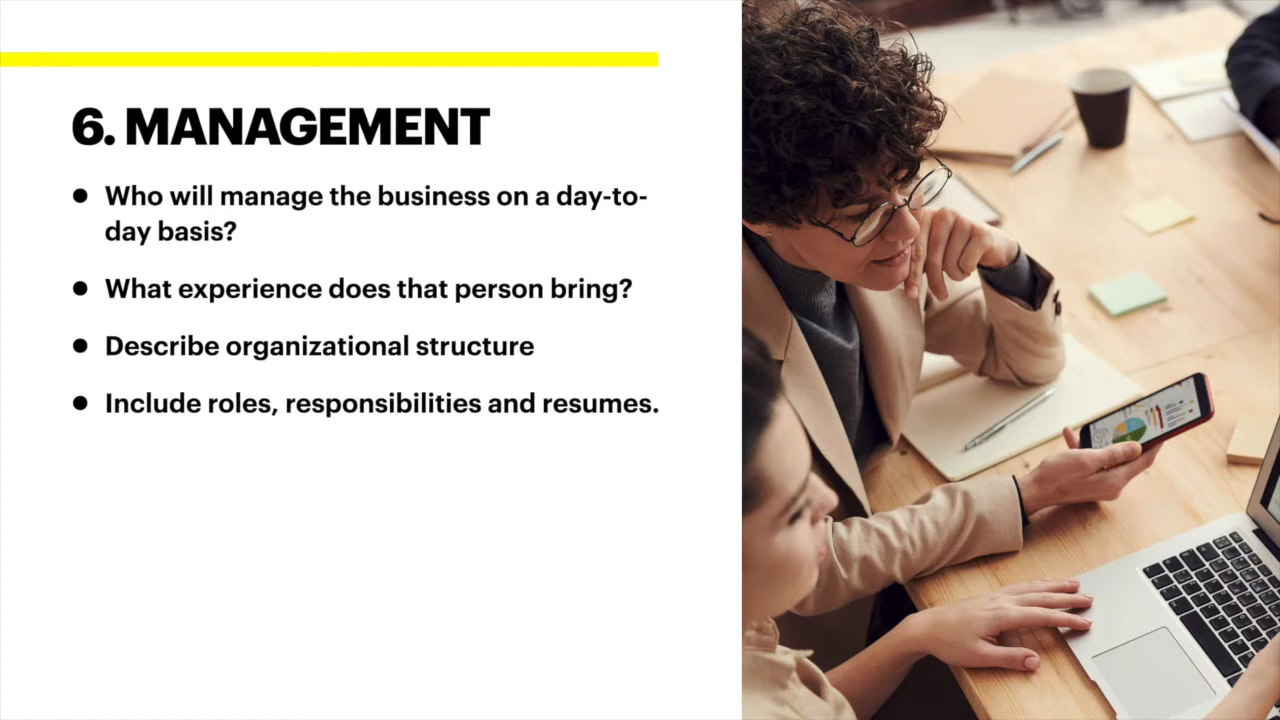 6. MANAGEMENT
● Who will manage the business on a day-to-
day basis?
● What experience does that person bring?
● Describe organizational structure
● Include roles, responsibilities and resumes.